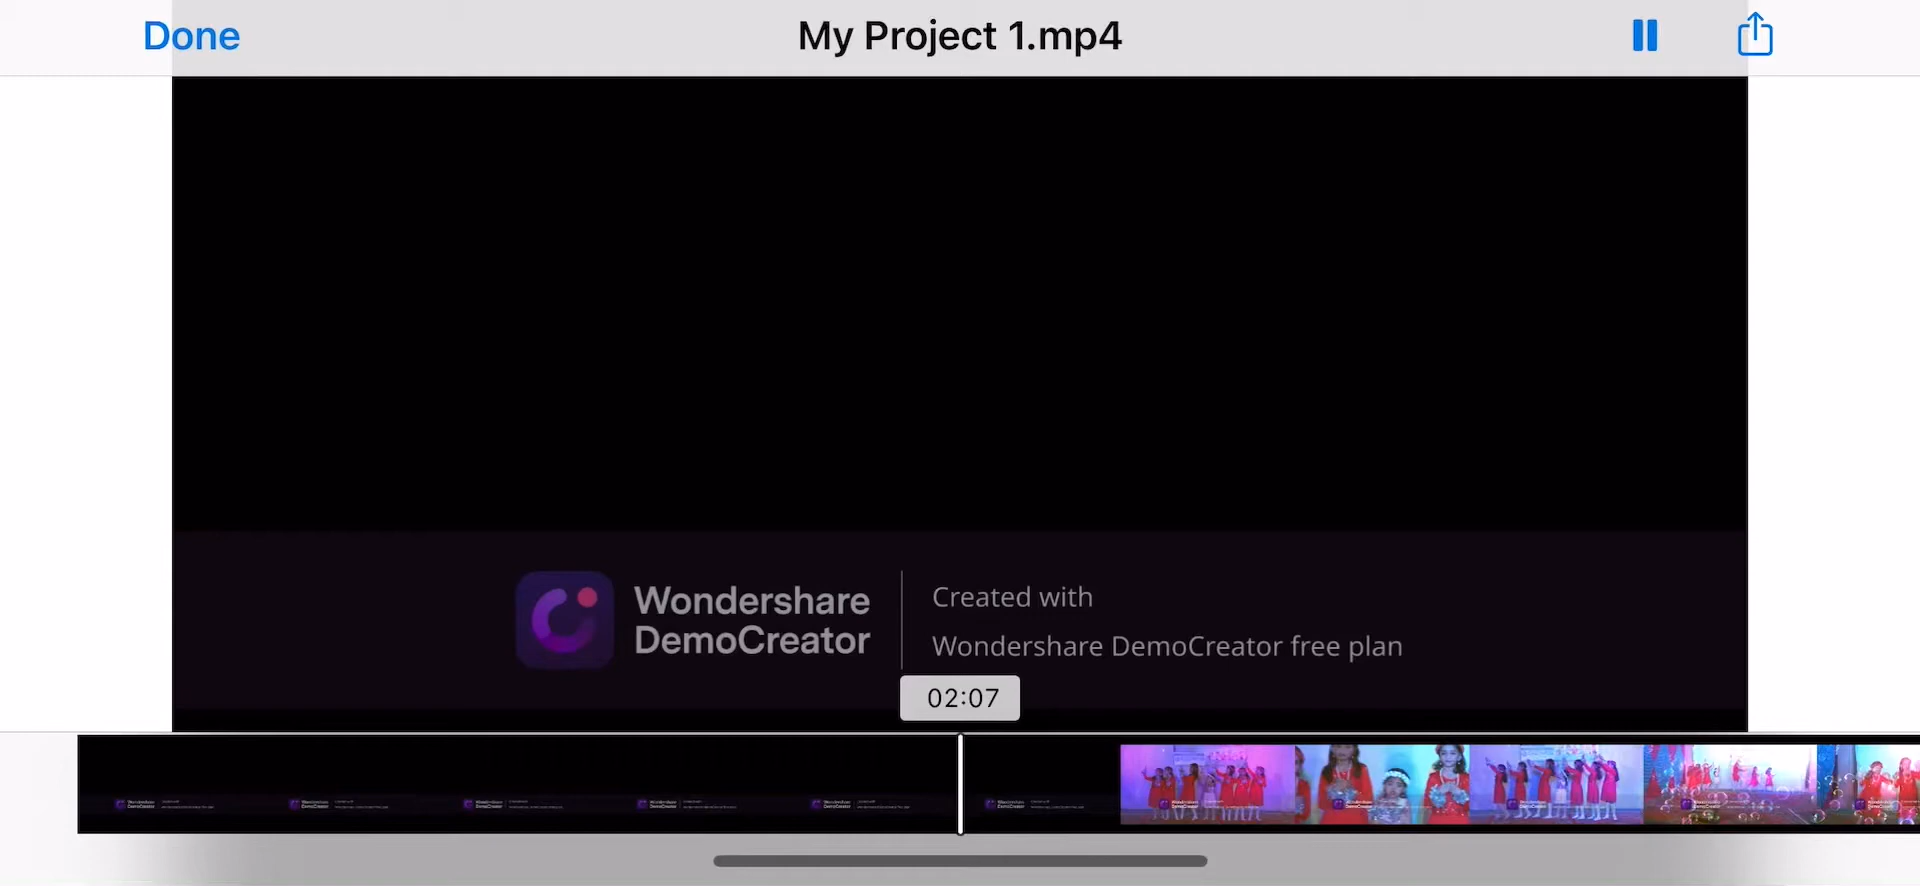 Done
My Project 1.mp4
Wondershare
DemoCreator
Created with
Wondershare DemoCreator free plan
02:07